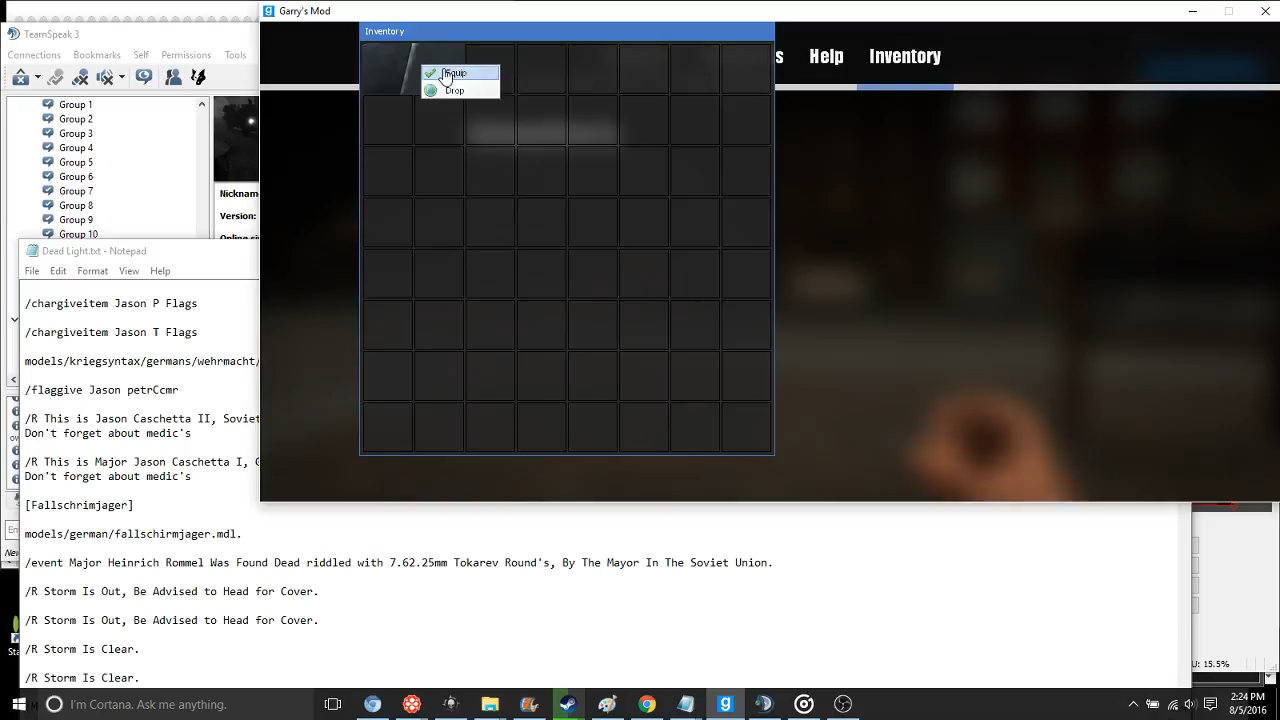 Garry's Mod
TeamSpeak 3
Connections Bookmarks Self Permissions Tools
Inventory
Equip
Drop
Help Inventory
Group 1
Group 2
Group 3
Group 4
Group 5
Group 6
Group 7
Group 8
Group 9
Group 10
Nickname
Version:
Dead Light.txt - Notepad
File Edit Format View Help
/chargiveitem Jason P Flags
/chargiveitem Jason T Flags
models/kriegsyntax/germans/wehrmacht/
/flaggive Jason petrCcmr
/R This is Jason Caschetta II, Soviet
Don't forget about medic's
/R This is Major Jason Caschetta I,
Don't forget about medic's
[Fallschrimjager]
models/german/fallschirmjager.mdl.
/event Major Heinrich Rommel Was Found Dead riddled with 7.62.25mm Tokarev Round's, By The Mayor In The Soviet Union.
/R Storm Is Out, Be Advised to Head for Cover.
/R Storm Is Out, Be Advised to Head for Cover.
/R Storm Is Clear.
/R Storm Is Clear.
U: 15.5%
I'm Cortana. Ask me anything.
2:24 PM
8/5/2016